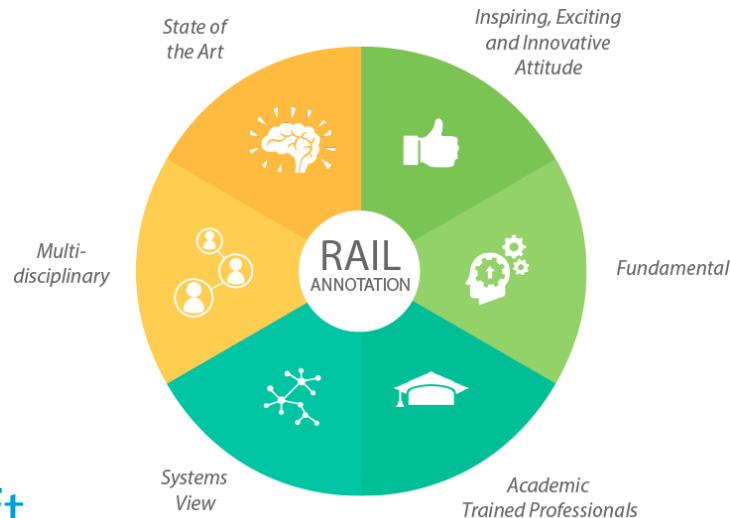 State of
the Art
Inspiring, Exciting
and Innovative
Attitude
Multi-
disciplinary
RAIL
ANNOTATION
Fundamental
Systems
View
Academic
Trained Professionals